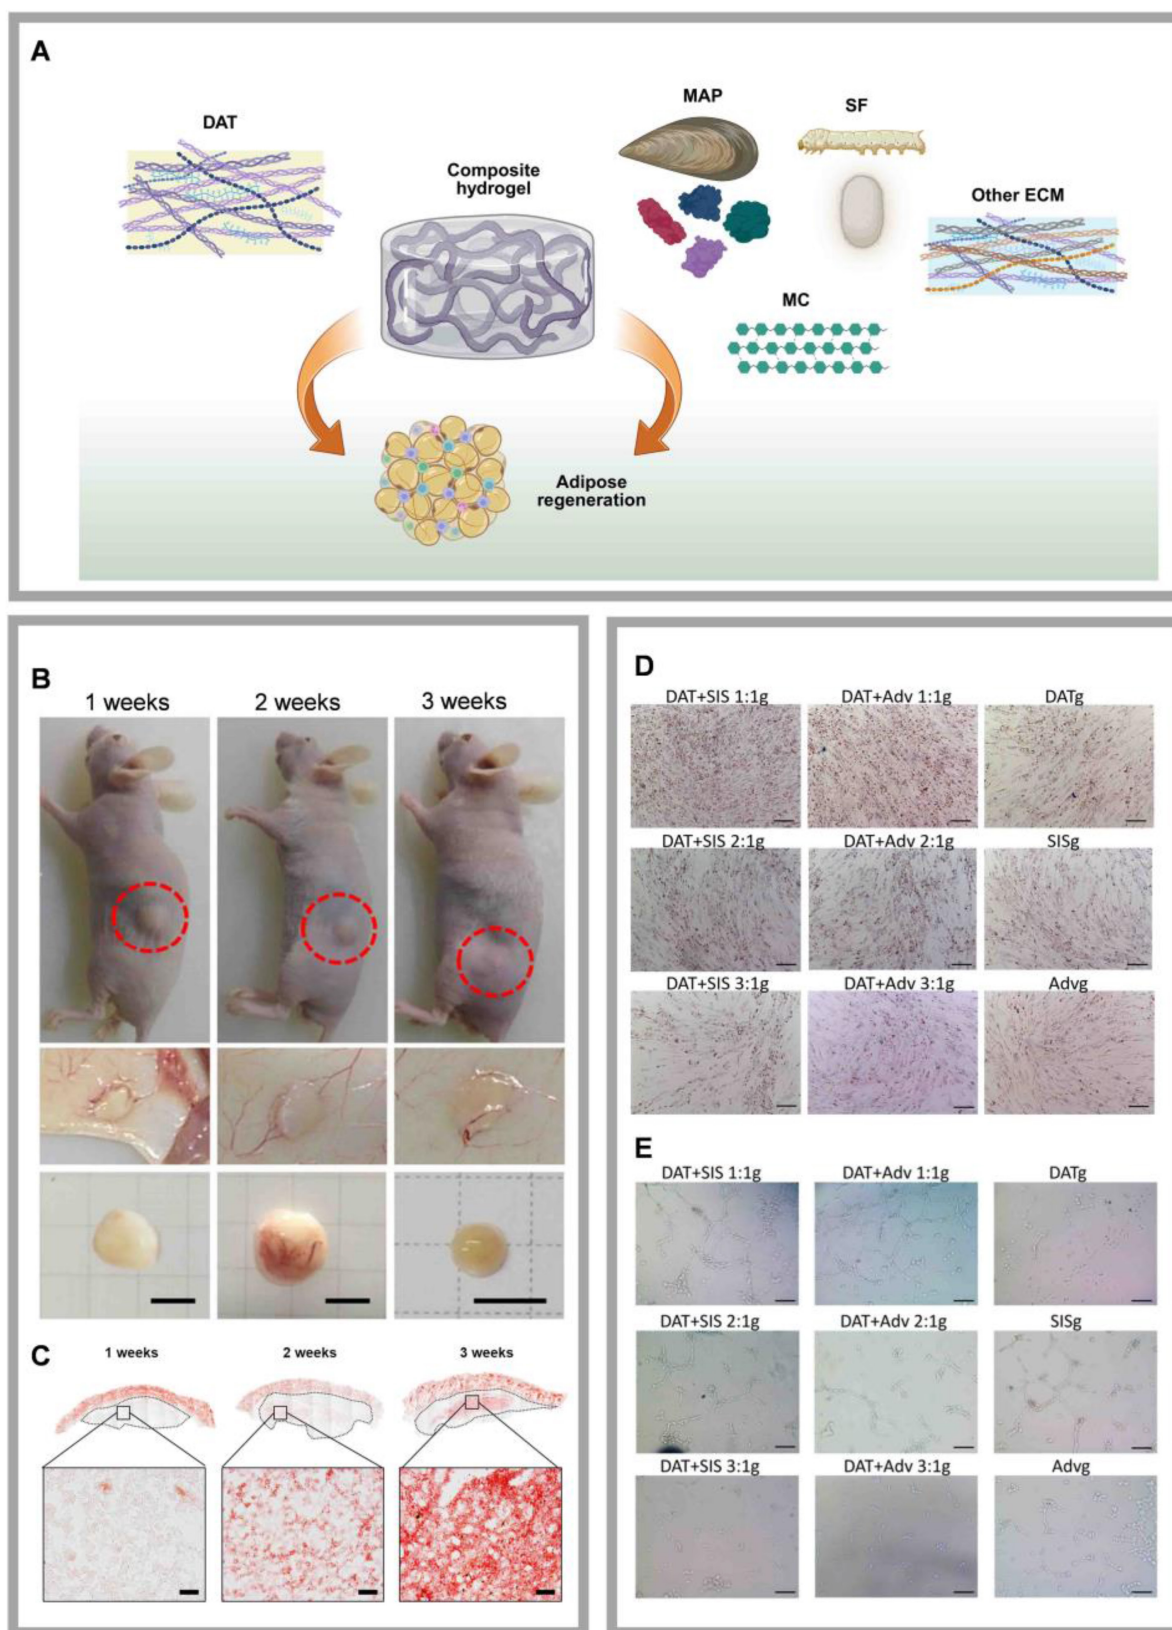 A
DAT
Composite
hydrogel
MAP
SF
Other ECM
MC
Adipose
regeneration
B
1 weeks
2 weeks
3 weeks
C
1 weeks
2 weeks
3 weeks
D
DAT+SIS 1:1g
DAT+Adv 1:1g
DATg
DAT+SIS 2:1g
DAT+Adv 2:1g
SISg
DAT+SIS 3:1g
DAT+Adv 3:1g
Advg
E
DAT+SIS 1:1g
DAT+Adv 1:1g
DATg
DAT+SIS 2:1g
DAT+Adv 2:1g
SISg
DAT+SIS 3:1g
DAT+Adv 3:1g
Advg